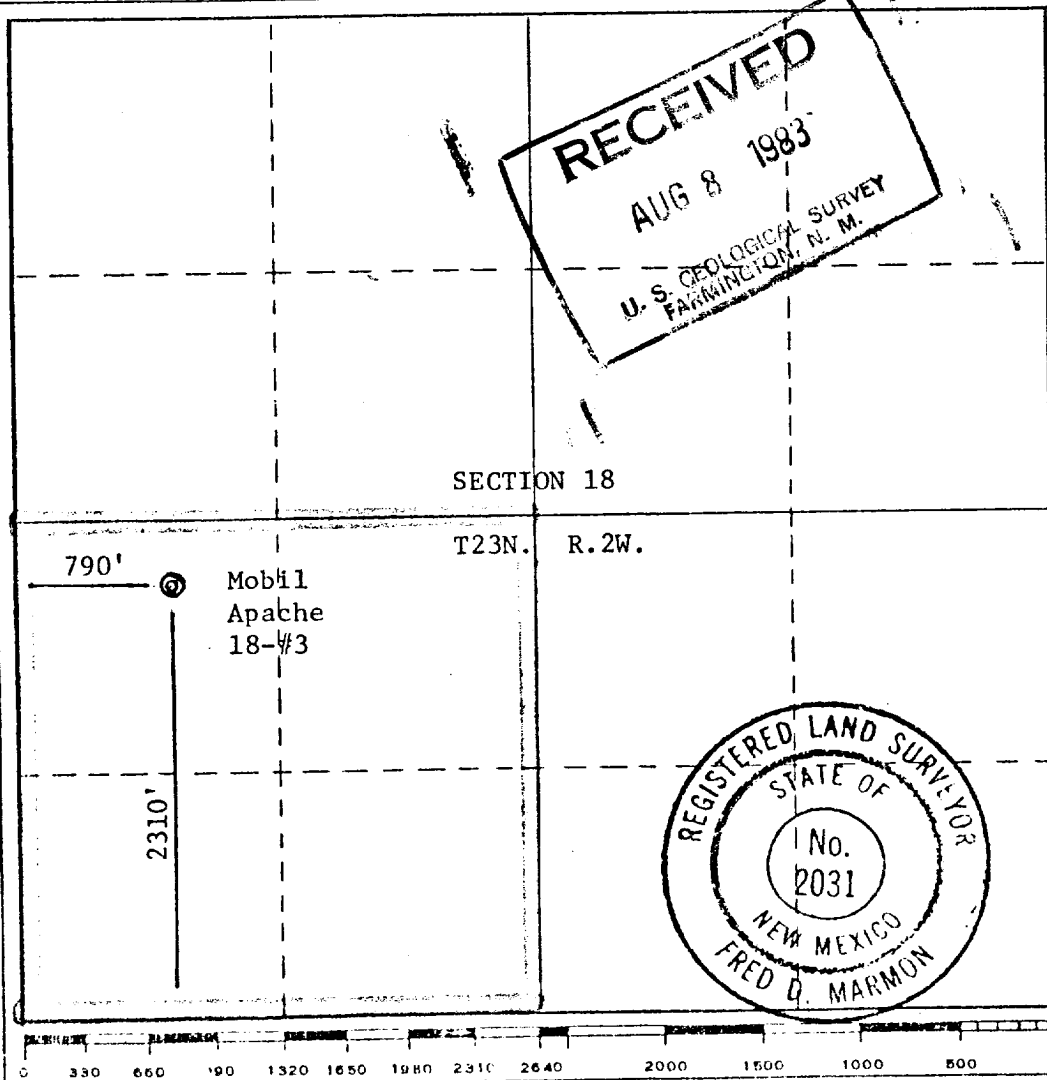 RECEIVED
AUG 8 1983
U. S. GEOLOGICAL SURVEY
FARMINGTON, N. M.
SECTION 18
T23N. R.2W.
790'
Mobil
Apache
18-#3
2310'
REGISTERED LAND SURVEYOR
STATE OF
No.
2031
NEW MEXICO
FRED D. MARMON
0 330 660 990 1320 1650 1980 2310 2640 2000 1500 1000 500